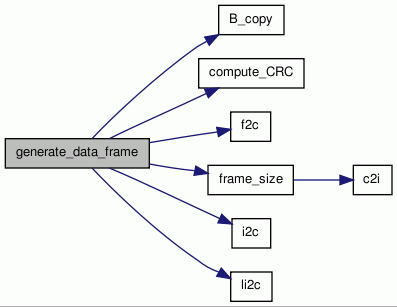 B_copy
compute_CRC
f2c
generate_data_frame
frame_size
c2i
i2c
li2c